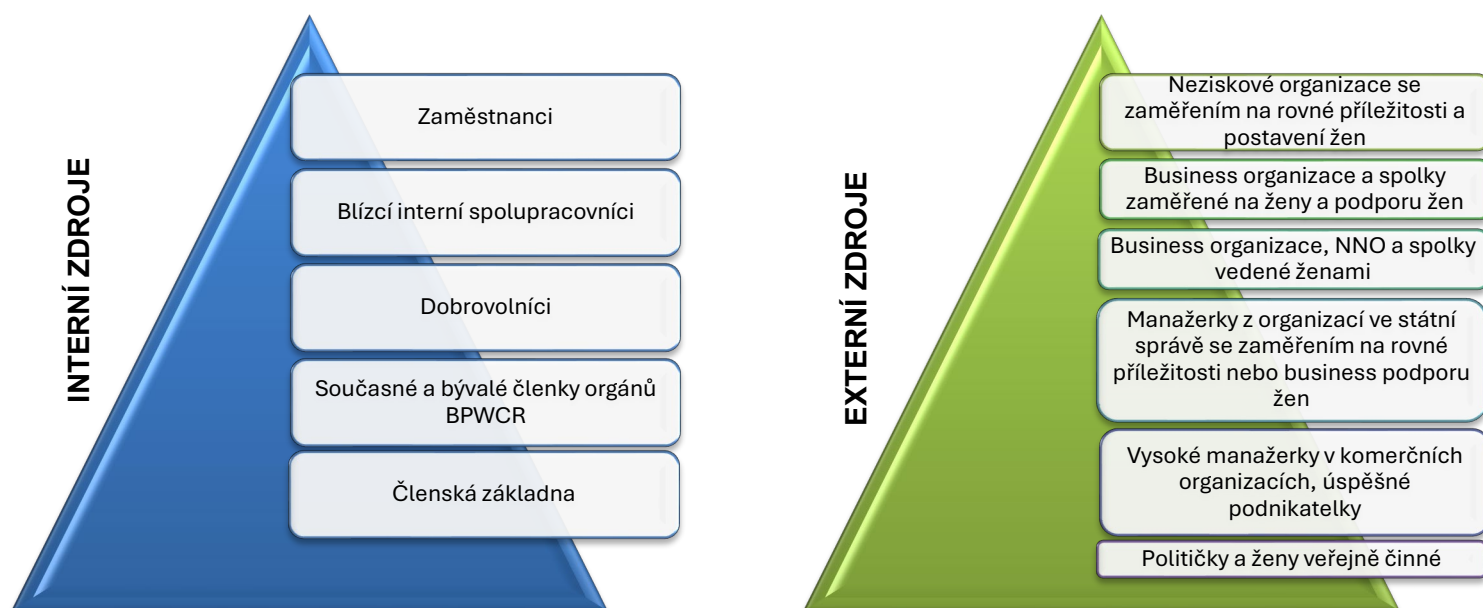 INTERNÍ ZDROJE
Zaměstnanci
Blízcí interní spolupracovníci
Dobrovolníci
Současné a bývalé členky orgánů
BPWCR
Členská základna
EXTERNÍ ZDROJE
Neziskové organizace se
zaměřením na rovné příležitosti a
postavení žen
Business organizace a spolky
zaměřené na ženy a podporu žen
Business organizace, NNO a spolky
vedené ženami
Manažerky z organizací ve státní
správě se zaměřením na rovné
příležitosti nebo business podporu
žen
Vysoké manažerky v komerčních
organizacích, úspěšné
podnikatelky
Političky a ženy veřejně činné